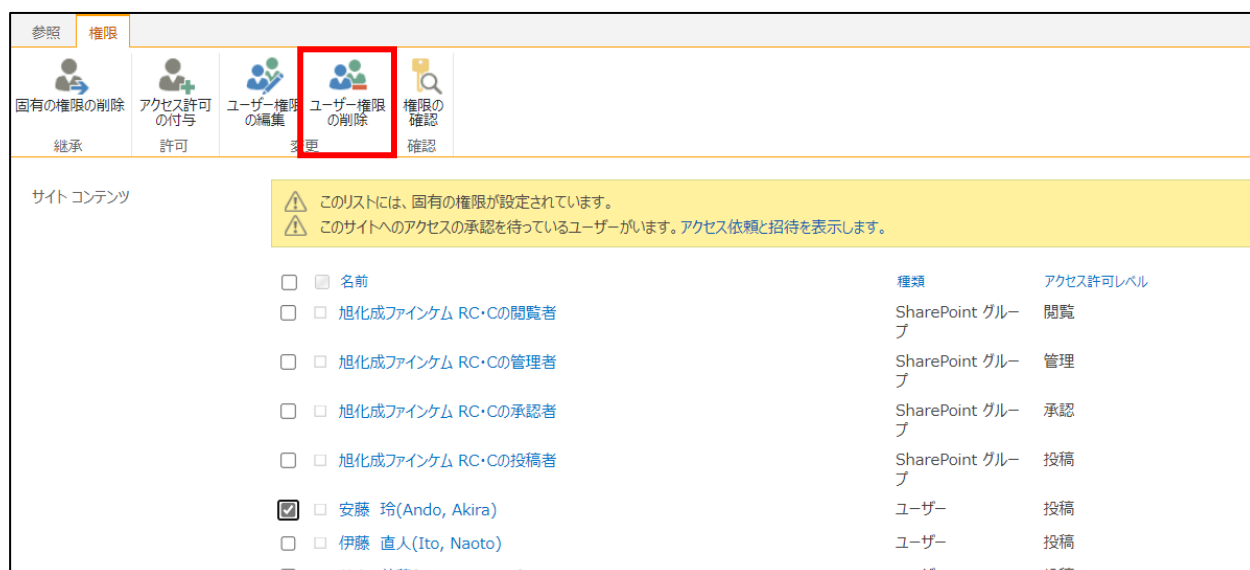 参照 権限
固有の権限の削除 アクセス許可 ユーザー権限 ユーザー権限 権限の
の付与 の編集 の削除 確認
継承 許可 変更 確認
サイト コンテンツ
このリストには、固有の権限が設定されています。
このサイトへのアクセスの承認を待っているユーザーがいます。アクセス依頼と招待を表示します。
名前 種類 アクセス許可レベル
旭化成ファインケム RC・Cの閲覧者 SharePoint グルー 閲覧
プ
旭化成ファインケム RC・Cの管理者 SharePoint グルー 管理
プ
旭化成ファインケム RC・Cの承認者 SharePoint グルー 承認
プ
旭化成ファインケム RC・Cの投稿者 SharePoint グルー 投稿
プ
安藤 玲(Ando, Akira) ユーザー 投稿
伊藤 直人(Ito, Naoto) ユーザー 投稿